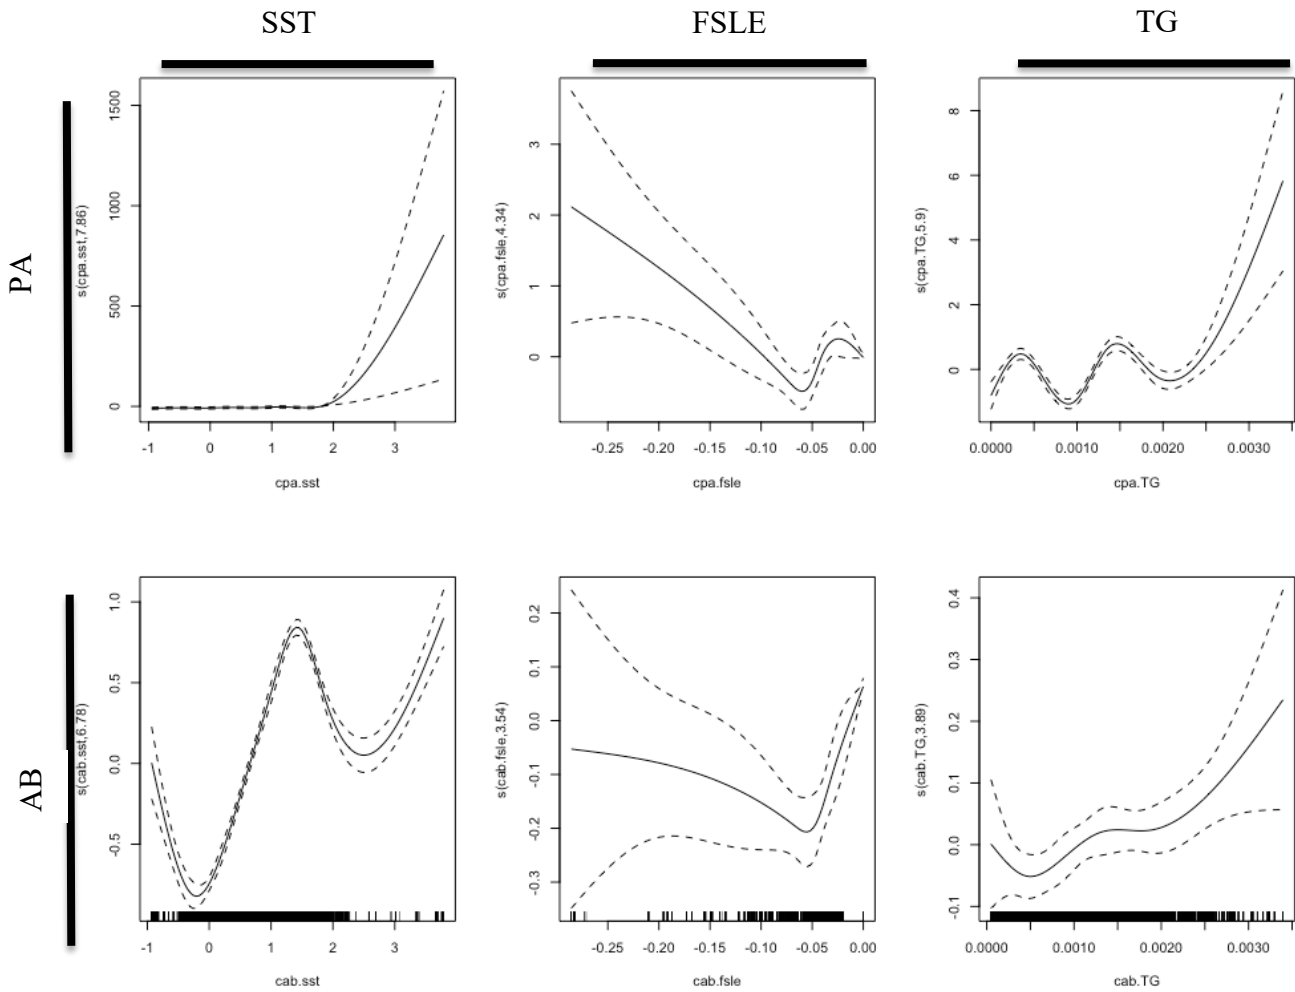 SST FSLE TG
PA
s(cpa.sst,7.86)
0 500 1000 1500
-1 0 1 2 3
cpa.sst
s(cpa.fsle,4.34)
0 1 2 3
-0.25 -0.20 -0.15 -0.10 -0.05 0.00
cpa.fsle
s(cpa.TG,5.9)
0 2 4 6 8
0.0000 0.0010 0.0020 0.0030
cpa.TG
AB
s(cab.sst,6.78)
-0.5 0.0 0.5 1.0
-1 0 1 2 3
cab.sst
s(cab.fsle,3.54)
-0.3 -0.2 -0.1 0.0 0.1 0.2
-0.25 -0.20 -0.15 -0.10 -0.05 0.00
cab.fsle
s(cab.TG,3.89)
-0.1 0.0 0.1 0.2 0.3 0.4
0.0000 0.0010 0.0020 0.0030
cab.TG